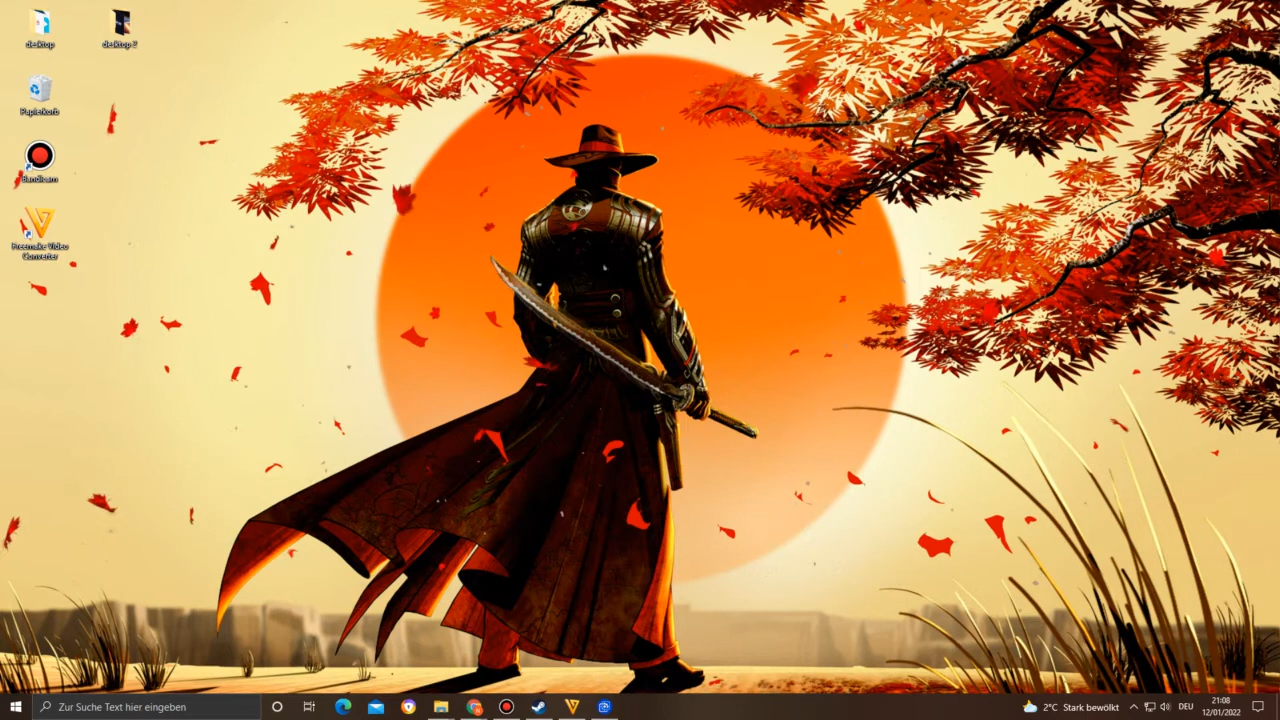 desktop
desktop 2
Papierkorb
Bandicam
Freemake Video
Converter
Zur Suche Text hier eingeben
2°C Stark bewölkt
DEU
21:08
12/01/2022